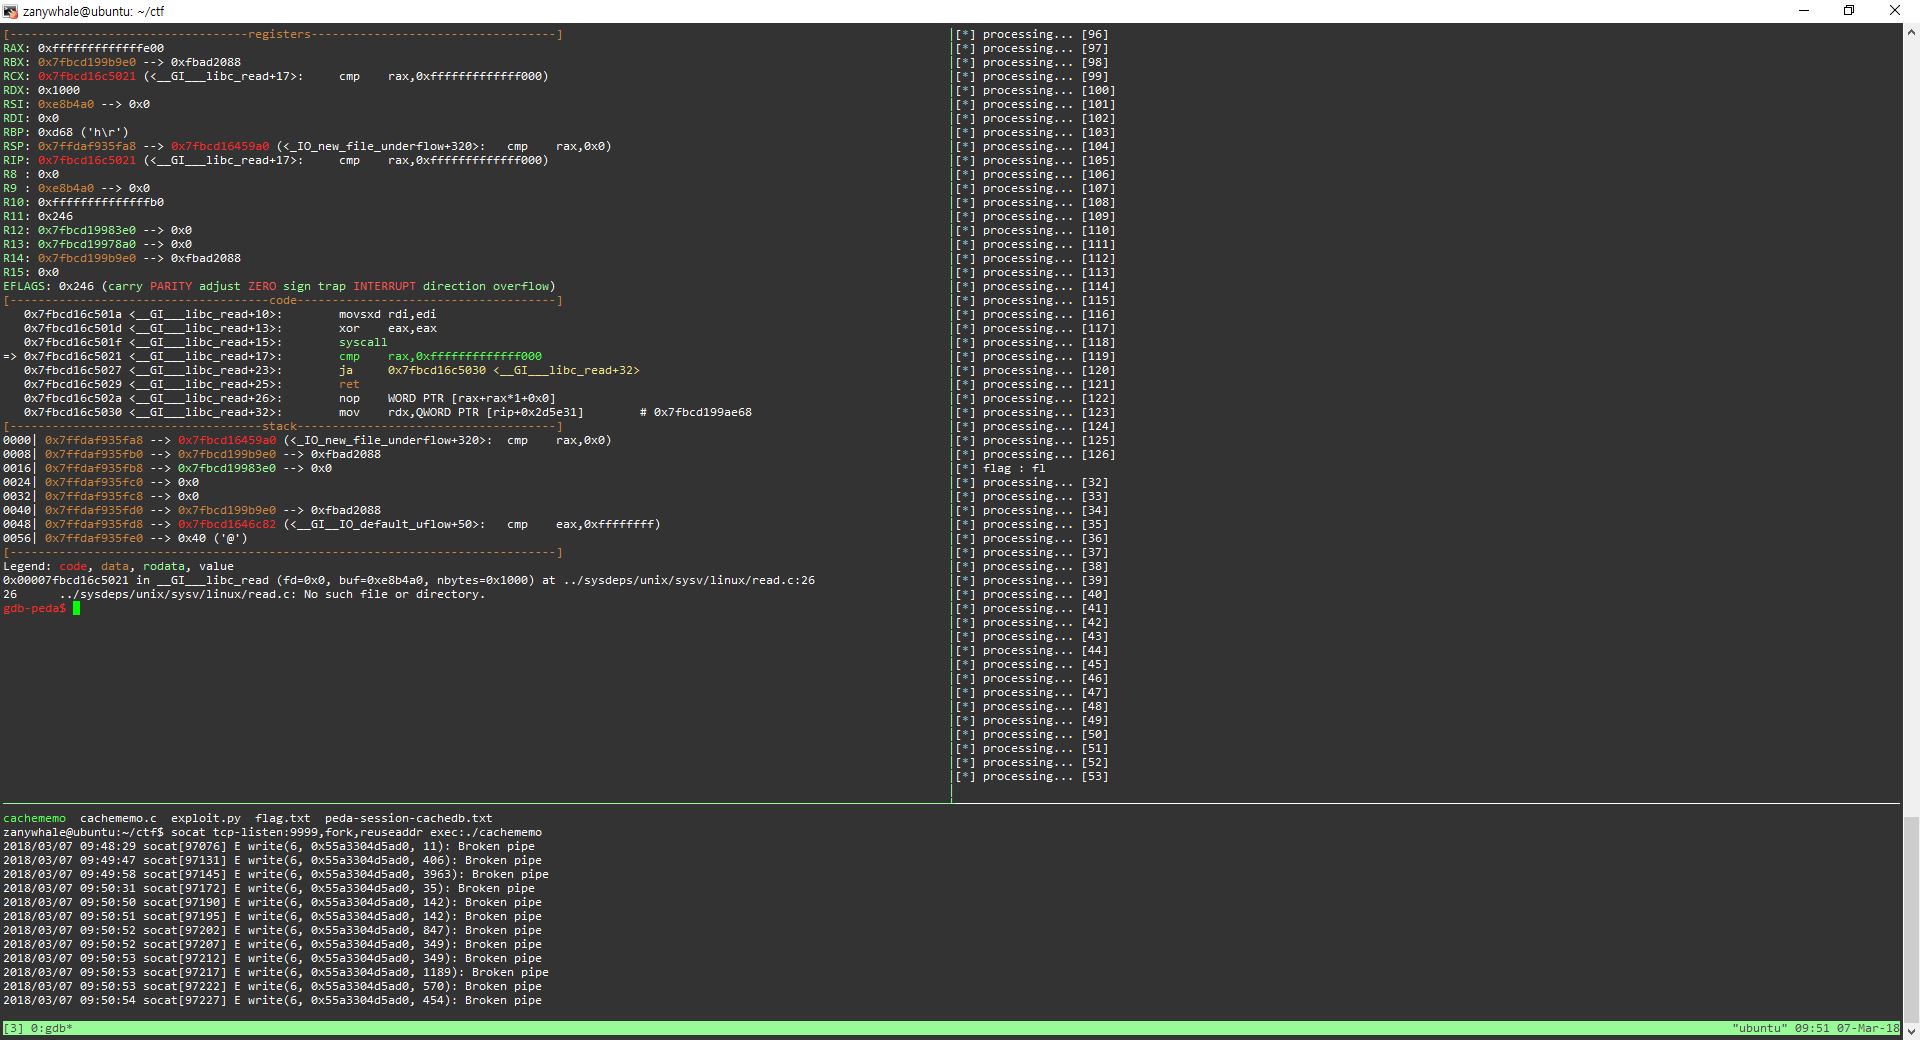 zanywhale@ubuntu: ~/ctf
[----------------------------------registers-----------------------------------]
RAX: 0xfffffffffffffe00
RBX: 0x7fbcd199b9e0 --> 0xfbad2088
RCX: 0x7fbcd16c5021 (<__GI___libc_read+17>:	cmp    rax,0xfffffffffffff000)
RDX: 0x1000
RSI: 0xe8b4a0 --> 0x0
RDI: 0x0
RBP: 0xd68 ('h\r')
RSP: 0x7ffdaf935fa8 --> 0x7fbcd16459a0 (<_IO_new_file_underflow+320>:	cmp    rax,0x0)
RIP: 0x7fbcd16c5021 (<__GI___libc_read+17>:	cmp    rax,0xfffffffffffff000)
R8 : 0x0
R9 : 0xe8b4a0 --> 0x0
R10: 0xffffffffffffffb0
R11: 0x246
R12: 0x7fbcd19983e0 --> 0x0
R13: 0x7fbcd19978a0 --> 0x0
R14: 0x7fbcd199b9e0 --> 0xfbad2088
R15: 0x0
EFLAGS: 0x246 (carry PARITY adjust ZERO sign trap INTERRUPT direction overflow)
[-------------------------------------code-------------------------------------]
   0x7fbcd16c501a <__GI___libc_read+10>:	movsxd rdi,edi
   0x7fbcd16c501d <__GI___libc_read+13>:	xor    eax,eax
   0x7fbcd16c501f <__GI___libc_read+15>:	syscall
=> 0x7fbcd16c5021 <__GI___libc_read+17>:	cmp    rax,0xfffffffffffff000
   0x7fbcd16c5027 <__GI___libc_read+23>:	ja     0x7fbcd16c5030 <__GI___libc_read+32>
   0x7fbcd16c5029 <__GI___libc_read+25>:	ret
   0x7fbcd16c502a <__GI___libc_read+26>:	nop    WORD PTR [rax+rax*1+0x0]
   0x7fbcd16c5030 <__GI___libc_read+32>:	mov    rdx,QWORD PTR [rip+0x2d5e31]        # 0x7fbcd199ae68
[------------------------------------stack-------------------------------------]
0000| 0x7ffdaf935fa8 --> 0x7fbcd16459a0 (<_IO_new_file_underflow+320>:	cmp    rax,0x0)
0008| 0x7ffdaf935fb0 --> 0x7fbcd199b9e0 --> 0xfbad2088
0016| 0x7ffdaf935fb8 --> 0x7fbcd19983e0 --> 0x0
0024| 0x7ffdaf935fc0 --> 0x0
0032| 0x7ffdaf935fc8 --> 0x0
0040| 0x7ffdaf935fd0 --> 0x7fbcd199b9e0 --> 0xfbad2088
0048| 0x7ffdaf935fd8 --> 0x7fbcd1646c82 (<__GI__IO_default_uflow+50>:	cmp    eax,0xffffffff)
0056| 0x7ffdaf935fe0 --> 0x40 ('@')
[------------------------------------------------------------------------------]
Legend: code, data, rodata, value
0x00007fbcd16c5021 in __GI___libc_read (fd=0x0, buf=0xe8b4a0, nbytes=0x1000) at ../sysdeps/unix/sysv/linux/read.c:26
26	../sysdeps/unix/sysv/linux/read.c: No such file or directory.
gdb-peda$
[*] processing... [96]
[*] processing... [97]
[*] processing... [98]
[*] processing... [99]
[*] processing... [100]
[*] processing... [101]
[*] processing... [102]
[*] processing... [103]
[*] processing... [104]
[*] processing... [105]
[*] processing... [106]
[*] processing... [107]
[*] processing... [108]
[*] processing... [109]
[*] processing... [110]
[*] processing... [111]
[*] processing... [112]
[*] processing... [113]
[*] processing... [114]
[*] processing... [115]
[*] processing... [116]
[*] processing... [117]
[*] processing... [118]
[*] processing... [119]
[*] processing... [120]
[*] processing... [121]
[*] processing... [122]
[*] processing... [123]
[*] processing... [124]
[*] processing... [125]
[*] processing... [126]
[*] flag : fl
[*] processing... [32]
[*] processing... [33]
[*] processing... [34]
[*] processing... [35]
[*] processing... [36]
[*] processing... [37]
[*] processing... [38]
[*] processing... [39]
[*] processing... [40]
[*] processing... [41]
[*] processing... [42]
[*] processing... [43]
[*] processing... [44]
[*] processing... [45]
[*] processing... [46]
[*] processing... [47]
[*] processing... [48]
[*] processing... [49]
[*] processing... [50]
[*] processing... [51]
[*] processing... [52]
[*] processing... [53]
cachememo  cachememo.c  exploit.py  flag.txt  peda-session-cachedb.txt
zanywhale@ubuntu:~/ctf$ socat tcp-listen:9999,fork,reuseaddr exec:./cachememo
2018/03/07 09:48:29 socat[97076] E write(6, 0x55a3304d5ad0, 11): Broken pipe
2018/03/07 09:49:47 socat[97131] E write(6, 0x55a3304d5ad0, 406): Broken pipe
2018/03/07 09:49:58 socat[97145] E write(6, 0x55a3304d5ad0, 3963): Broken pipe
2018/03/07 09:50:31 socat[97172] E write(6, 0x55a3304d5ad0, 35): Broken pipe
2018/03/07 09:50:50 socat[97190] E write(6, 0x55a3304d5ad0, 142): Broken pipe
2018/03/07 09:50:51 socat[97195] E write(6, 0x55a3304d5ad0, 142): Broken pipe
2018/03/07 09:50:52 socat[97202] E write(6, 0x55a3304d5ad0, 847): Broken pipe
2018/03/07 09:50:52 socat[97207] E write(6, 0x55a3304d5ad0, 349): Broken pipe
2018/03/07 09:50:53 socat[97212] E write(6, 0x55a3304d5ad0, 349): Broken pipe
2018/03/07 09:50:53 socat[97217] E write(6, 0x55a3304d5ad0, 1189): Broken pipe
2018/03/07 09:50:53 socat[97222] E write(6, 0x55a3304d5ad0, 570): Broken pipe
2018/03/07 09:50:54 socat[97227] E write(6, 0x55a3304d5ad0, 454): Broken pipe
[3] 0:gdb*	"ubuntu" 09:51 07-Mar-18